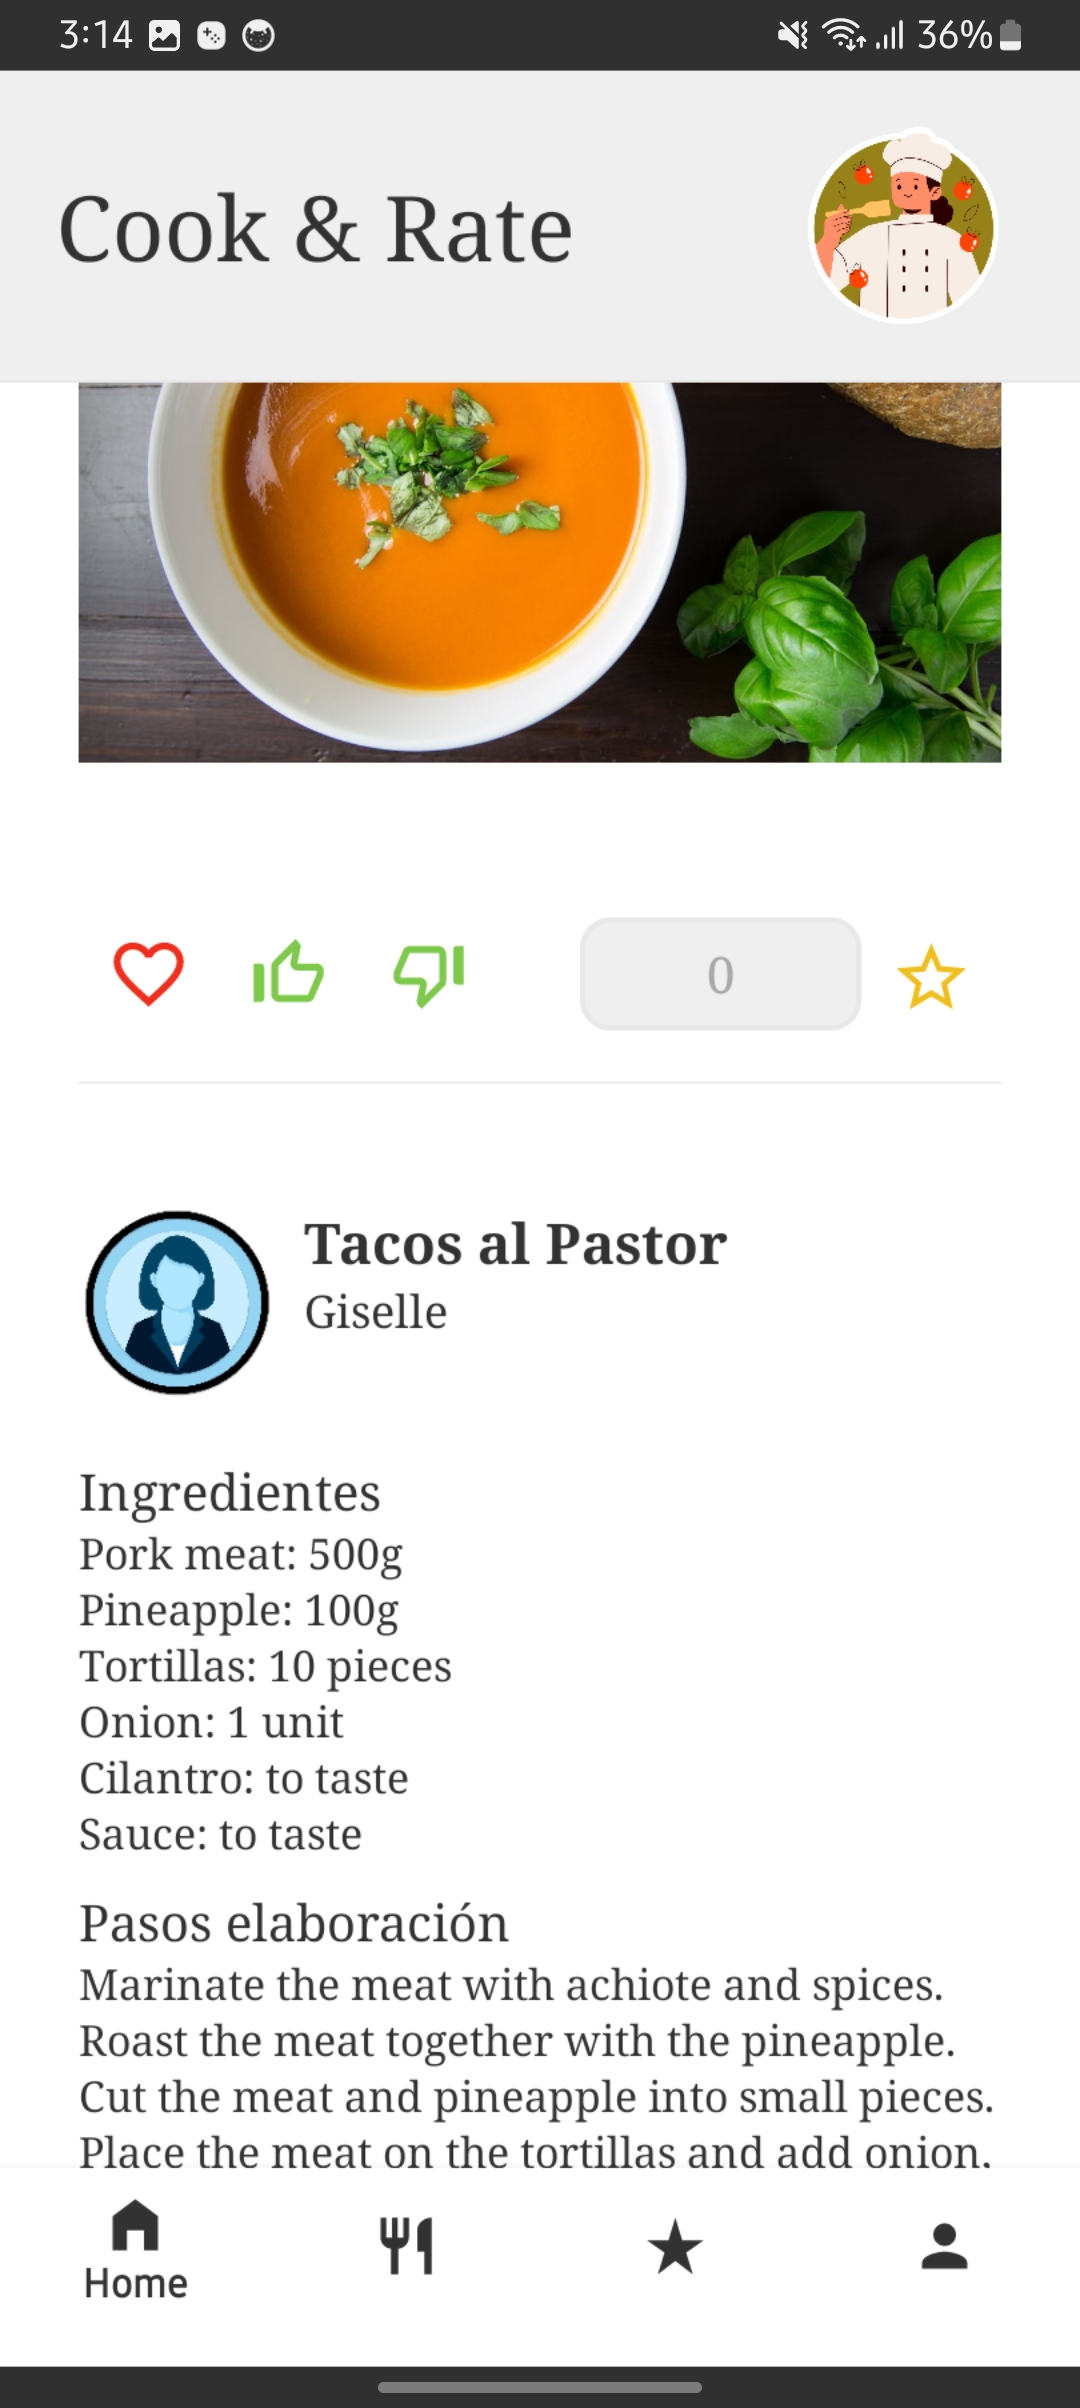 3:14
36%
Cook & Rate
0
Tacos al Pastor
Giselle
Ingredientes
Pork meat: 500g
Pineapple: 100g
Tortillas: 10 pieces
Onion: 1 unit
Cilantro: to taste
Sauce: to taste
Pasos elaboración
Marinate the meat with achiote and spices.
Roast the meat together with the pineapple.
Cut the meat and pineapple into small pieces.
Place the meat on the tortillas and add onion,
Home